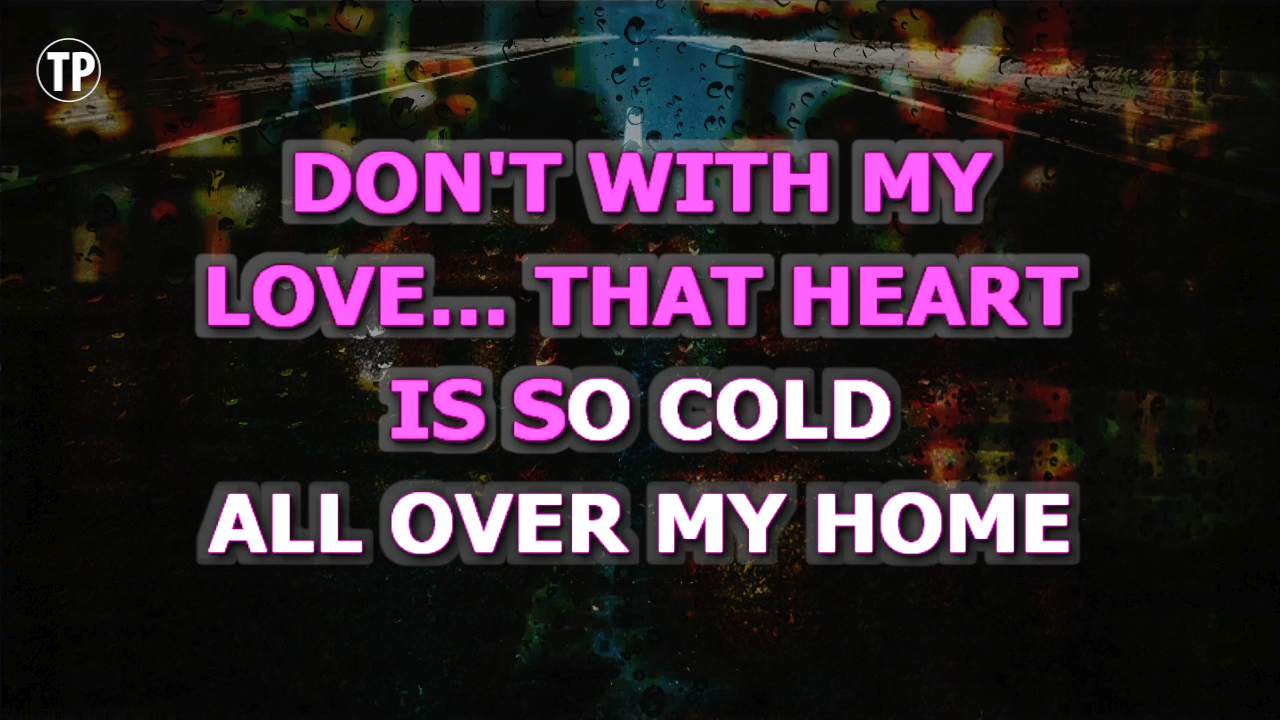 TP
DON'T WITH MY
LOVE... THAT HEART
IS SO COLD
ALL OVER MY HOME